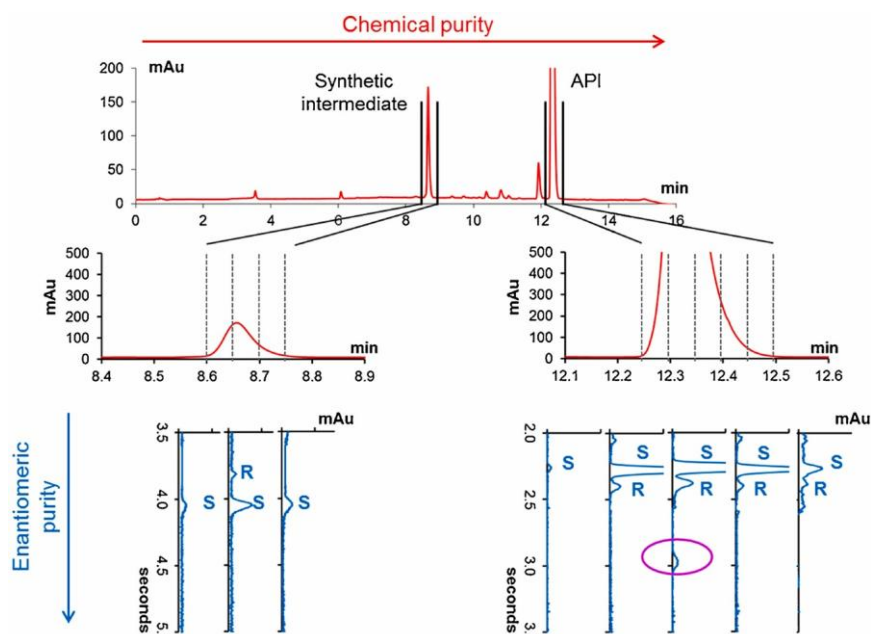 Chemical purity
mAu
200
150
100
50
0
Synthetic
intermediate
API
min
0 2 4 6 8 10 12 14 16
500
400
300
200
100
0
mAu
min
8.4 8.5 8.6 8.7 8.8 8.9
500
400
300
200
100
0
mAu
min
12.1 12.2 12.3 12.4 12.5 12.6
Enantiomeric
purity
mAu
3.5
4.0
4.5
5.
seconds
S
R
S
S
mAu
2.0
2.5
3.0
3.
seconds
S
S
R
S
R
S
R
S
R